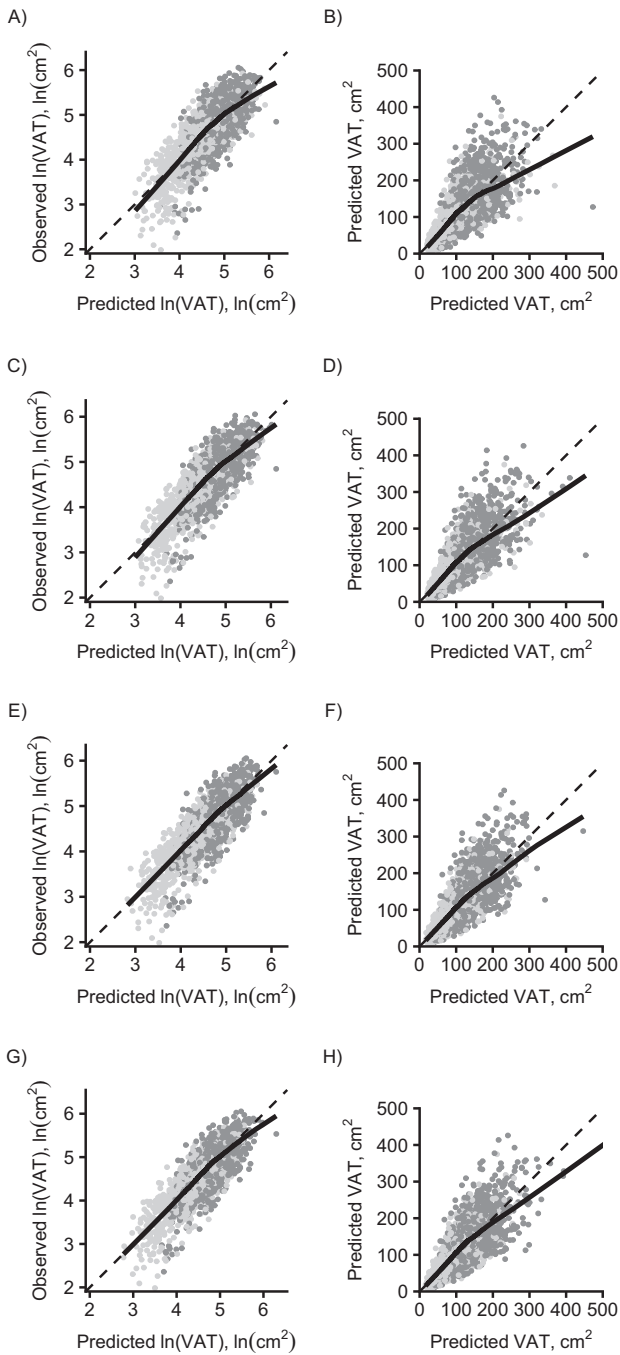 A)
Observed ln(VAT), ln(cm²)
6
5
4
3
2
2 3 4 5 6
Predicted ln(VAT), ln(cm²)
B)
Predicted VAT, cm²
500
400
300
200
100
0
0 100 200 300 400 500
Predicted VAT, cm²
C)
Observed ln(VAT), ln(cm²)
6
5
4
3
2
2 3 4 5 6
Predicted ln(VAT), ln(cm²)
D)
Predicted VAT, cm²
500
400
300
200
100
0
0 100 200 300 400 500
Predicted VAT, cm²
E)
Observed ln(VAT), ln(cm²)
6
5
4
3
2
2 3 4 5 6
Predicted ln(VAT), ln(cm²)
F)
Predicted VAT, cm²
500
400
300
200
100
0
0 100 200 300 400 500
Predicted VAT, cm²
G)
Observed ln(VAT), ln(cm²)
6
5
4
3
2
2 3 4 5 6
Predicted ln(VAT), ln(cm²)
H)
Predicted VAT, cm²
500
400
300
200
100
0
0 100 200 300 400 500
Predicted VAT, cm²